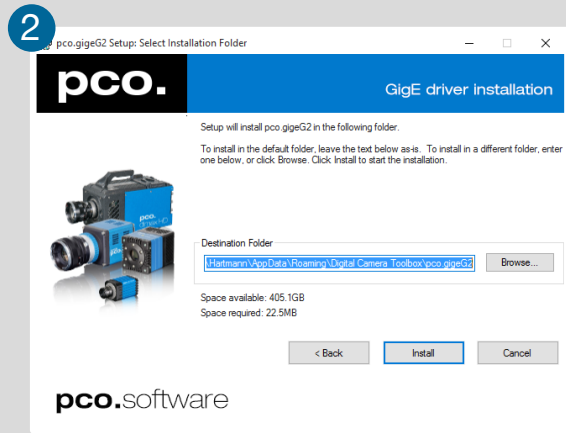 2
pco.gigeG2 Setup: Select Installation Folder
pco.
GigE driver installation
Setup will install pco.gigeG2 in the following folder.
To install in the default folder, leave the text below as-is. To install in a different folder, enter
one below, or click Browse. Click Install to start the installation.
Destination Folder
\Hartmann\AppData\Roaming\Digital Camera Toolbox\pco.gigeG2
Browse...
Space available: 405.1GB
Space required: 22.5MB
< Back
Install
Cancel
pco.software